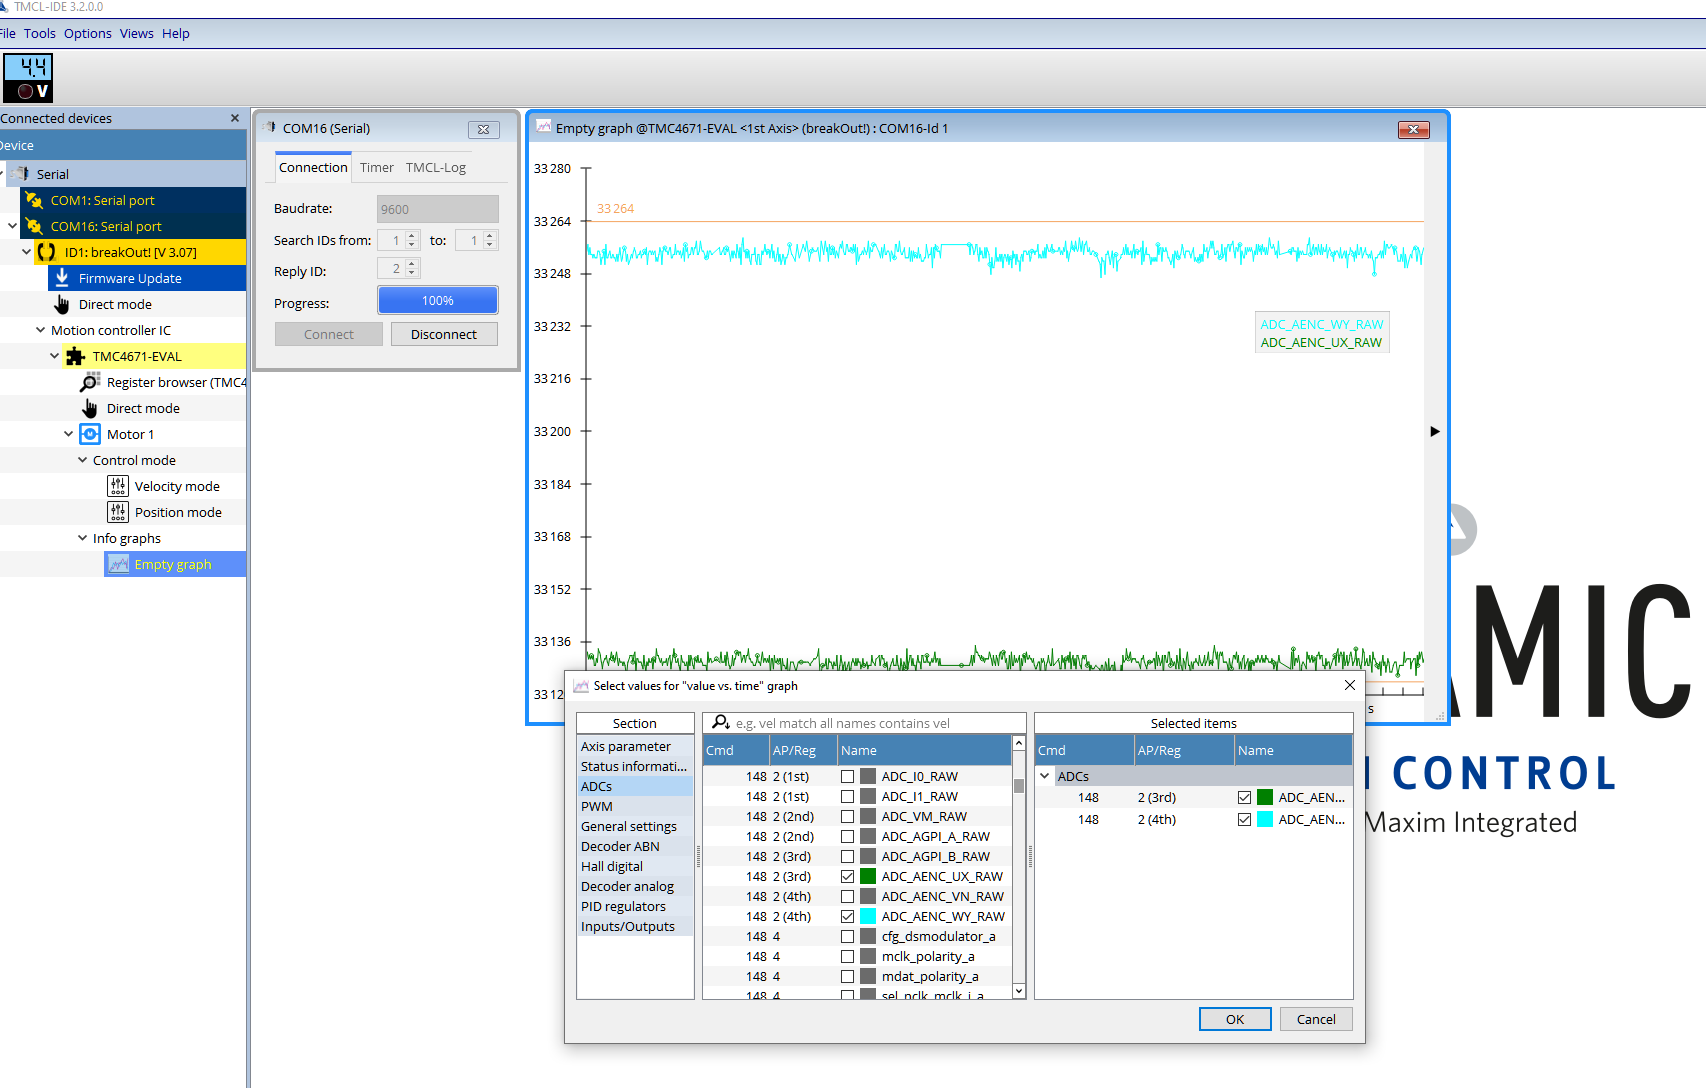 TMCL-IDE 3.2.0.0
File Tools Options Views Help
4.4
V
Connected devices
Device
Serial
COM1: Serial port
COM16: Serial port
ID1: breakOut! [V 3.07]
Firmware Update
Direct mode
Motion controller IC
TMC4671-EVAL
Register browser (TMC4
Direct mode
Motor 1
Control mode
Velocity mode
Position mode
Info graphs
Empty graph
COM16 (Serial)
Connection Timer TMCL-Log
Baudrate: 9600
Search IDs from: 1 to: 1
Reply ID: 2
Progress: 100%
Connect Disconnect
Empty graph @TMC4671-EVAL <1st Axis> (breakOut!) : COM16-Id 1
33 280
33 264
33 264
33 248
33 232
33 216
33 200
33 184
33 168
33 152
33 136
33 12
ADC_AENC_WY_RAW
ADC_AENC_UX_RAW
s
Select values for "value vs. time" graph
Section
Axis parameter
Status informati...
ADCs
PWM
General settings
Decoder ABN
Hall digital
Decoder analog
PID regulators
Inputs/Outputs
e.g. vel match all names contains vel
Cmd AP/Reg Name
148 2 (1st) ADC_I0_RAW
148 2 (1st) ADC_I1_RAW
148 2 (2nd) ADC_VM_RAW
148 2 (2nd) ADC_AGPI_A_RAW
148 2 (3rd) ADC_AGPI_B_RAW
148 2 (3rd) ADC_AENC_UX_RAW
148 2 (4th) ADC_AENC_VN_RAW
148 2 (4th) ADC_AENC_WY_RAW
148 4 cfg_dsmodulator_a
148 4 mclk_polarity_a
148 4 mdat_polarity_a
148 4 sel_nclk_mclk_i_a
Selected items
Cmd AP/Reg Name
ADCs
148 2 (3rd) ADC_AEN...
148 2 (4th) ADC_AEN...
OK Cancel
AMIC
CONTROL
Maxim Integrated